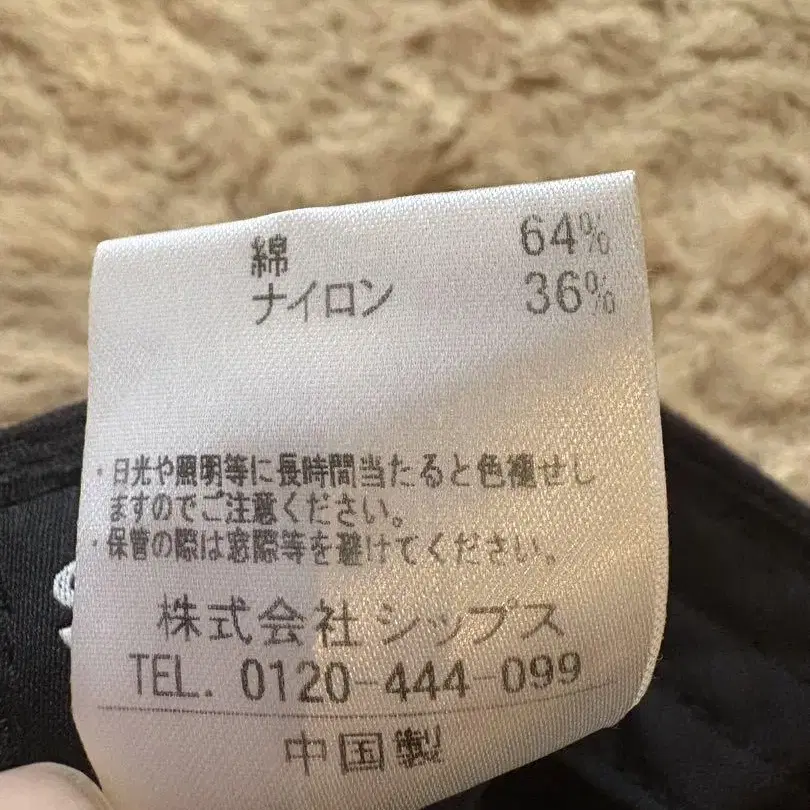 綿 64%
ナイロン 36%
・日光や照明等に長時間当たると色褪せし
ますのでご注意ください。
・保管の際は窓際等を避けてください。
株式会社 シップス
TEL. 0120-444-099
中国製